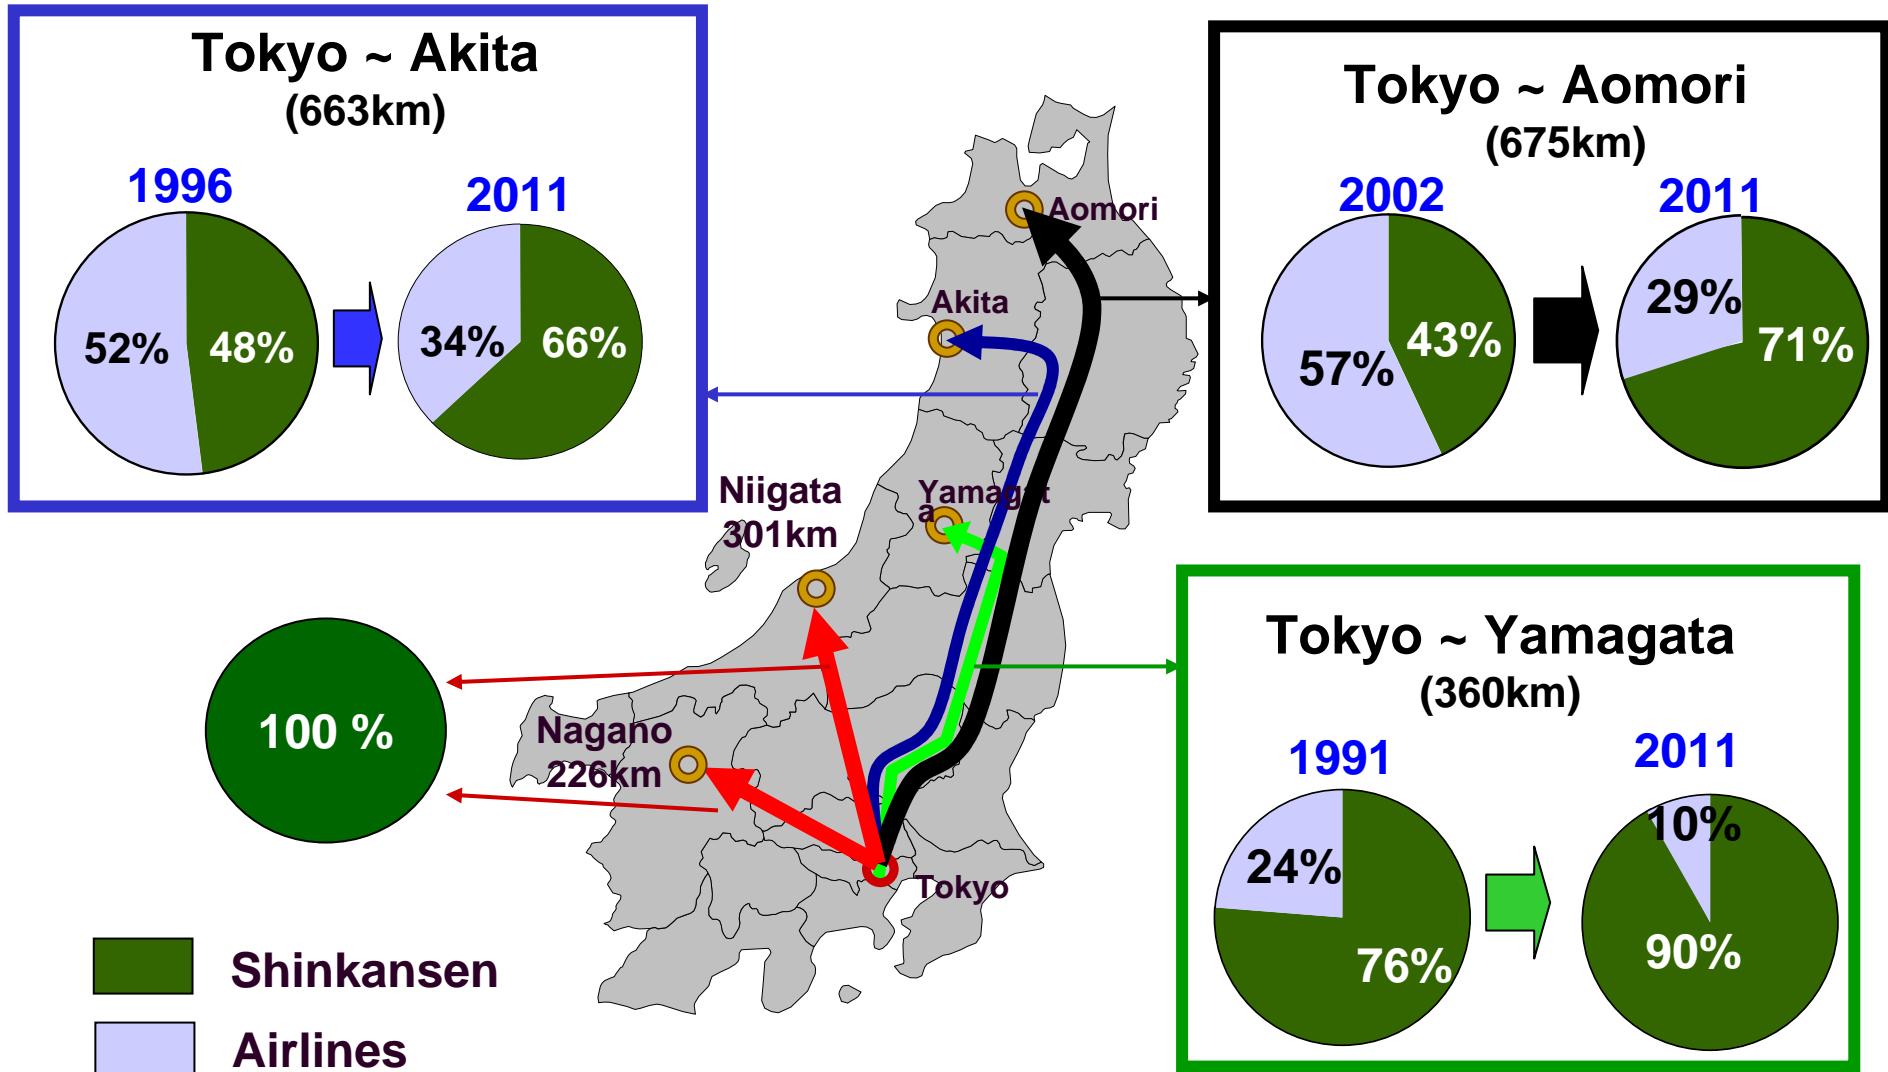 Tokyo ~ Akita
(663km)
1996
2011
52%
48%
34%
66%
Tokyo ~ Aomori
(675km)
2002
2011
57%
43%
29%
71%
Aomori
Akita
Niigata
301km
Yamagat
a
Nagano
226km
Tokyo
100 %
Tokyo ~ Yamagata
(360km)
1991
2011
24%
76%
10%
90%
Shinkansen
Airlines